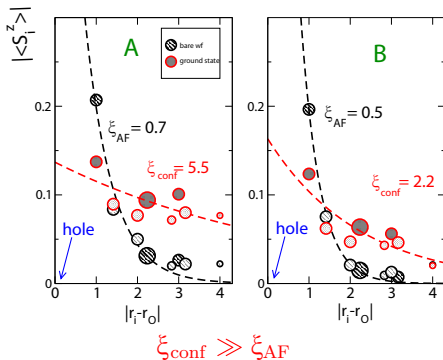 |<S_i^z>|
A
bare wf
ground state
ξ_AF = 0.7
ξ_conf = 5.5
hole
0
0.1
0.2
0 1 2 3 4
|r_i-r_O|
B
ξ_AF = 0.5
ξ_conf = 2.2
hole
0
0.1
0.2
0 1 2 3 4
|r_i-r_O|
ξ_conf ≫ ξ_AF